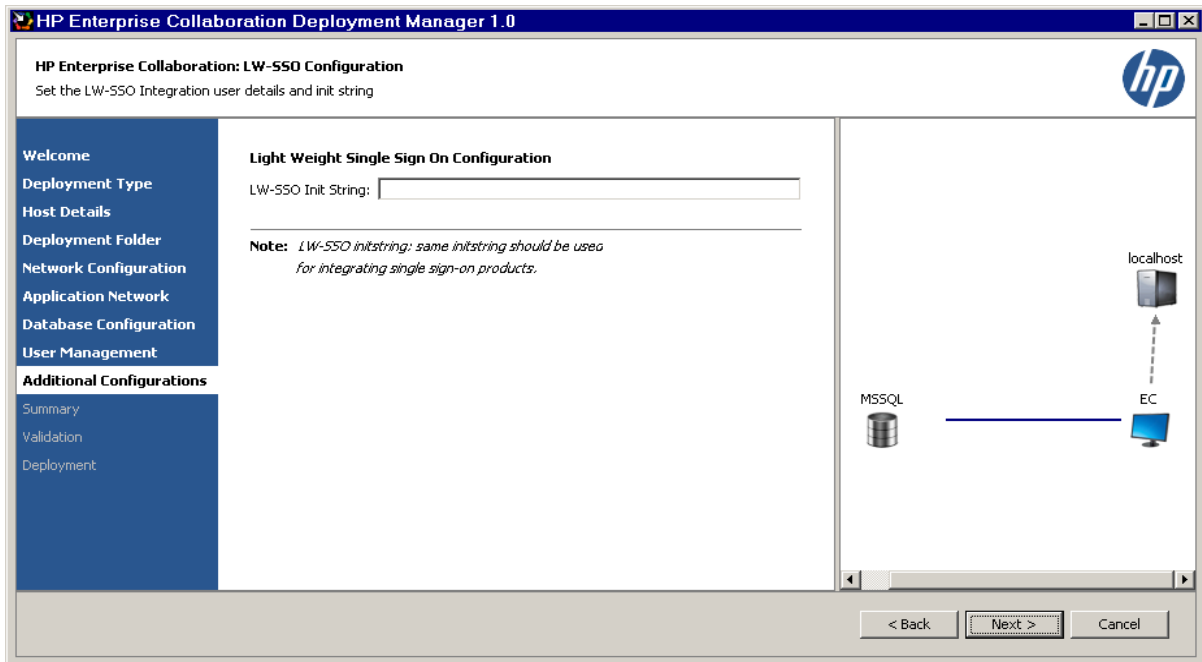 HP Enterprise Collaboration Deployment Manager 1.0
HP Enterprise Collaboration: LW-SSO Configuration
Set the LW-SSO Integration user details and init string
hp
Welcome
Deployment Type
Host Details
Deployment Folder
Network Configuration
Application Network
Database Configuration
User Management
Additional Configurations
Summary
Validation
Deployment
Light Weight Single Sign On Configuration
LW-SSO Init String:
Note: LW-SSO initstring: same initstring should be used
for integrating single sign-on products.
localhost
MSSQL
EC
< Back
Next >
Cancel